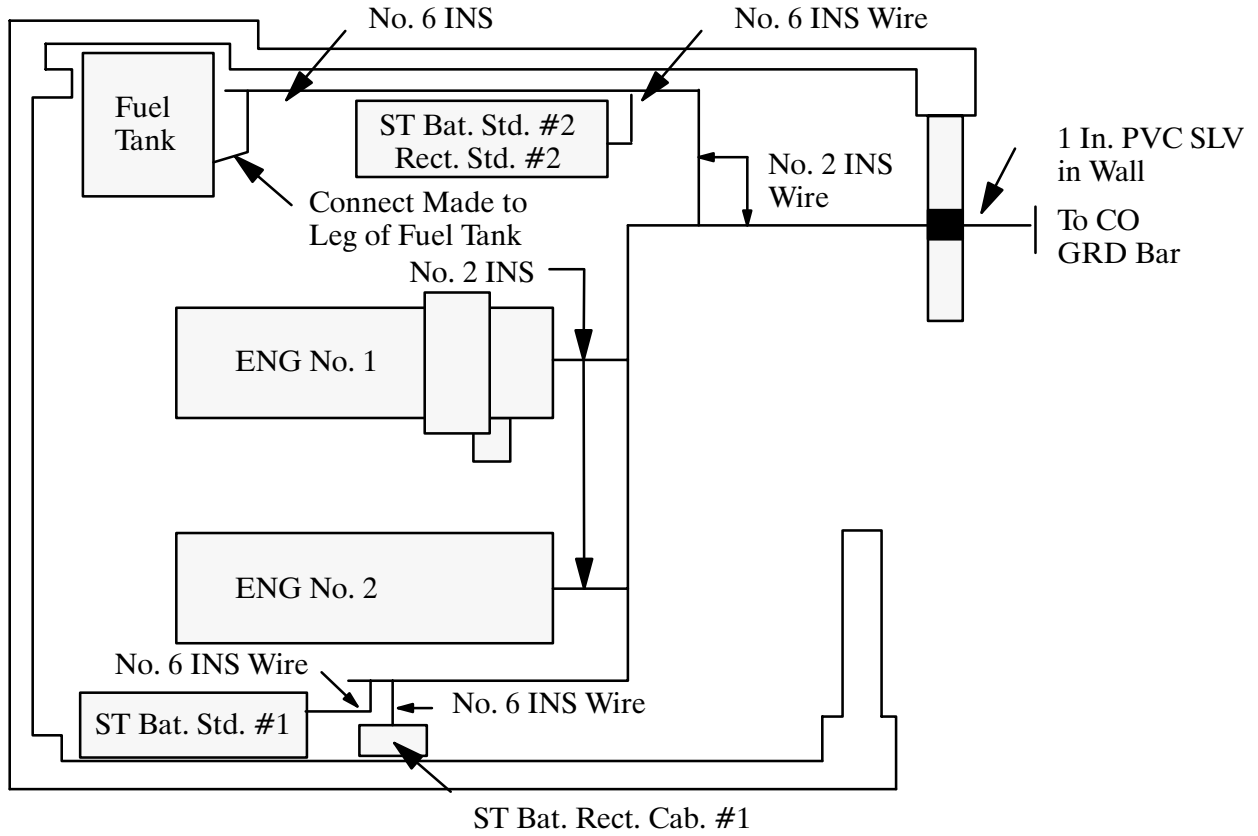 No. 6 INS
No. 6 INS Wire
Fuel
Tank
ST Bat. Std. #2
Rect. Std. #2
1 In. PVC SLV
in Wall
No. 2 INS
Wire
Connect Made to
Leg of Fuel Tank
To CO
GRD Bar
No. 2 INS
ENG No. 1
ENG No. 2
No. 6 INS Wire
No. 6 INS Wire
ST Bat. Std. #1
ST Bat. Rect. Cab. #1